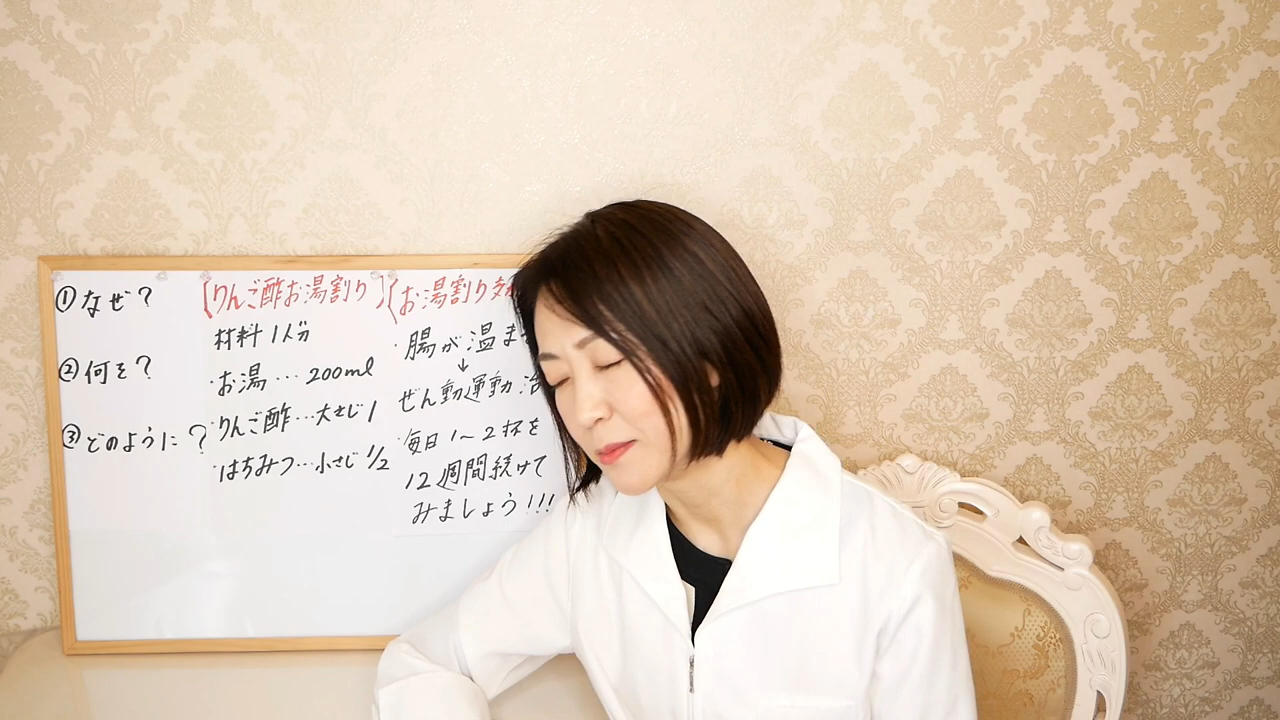 ①なぜ?
②何を?
③どのように?
【りんご酢お湯割り】
材料1人分
・お湯…200ml
・りんご酢…大さじ1
・はちみつ…小さじ1/2
【お湯割り効
・腸が温ま
↓
ぜん動運動 活
・毎日1〜2杯を
12週間続けて
みましょう!!!